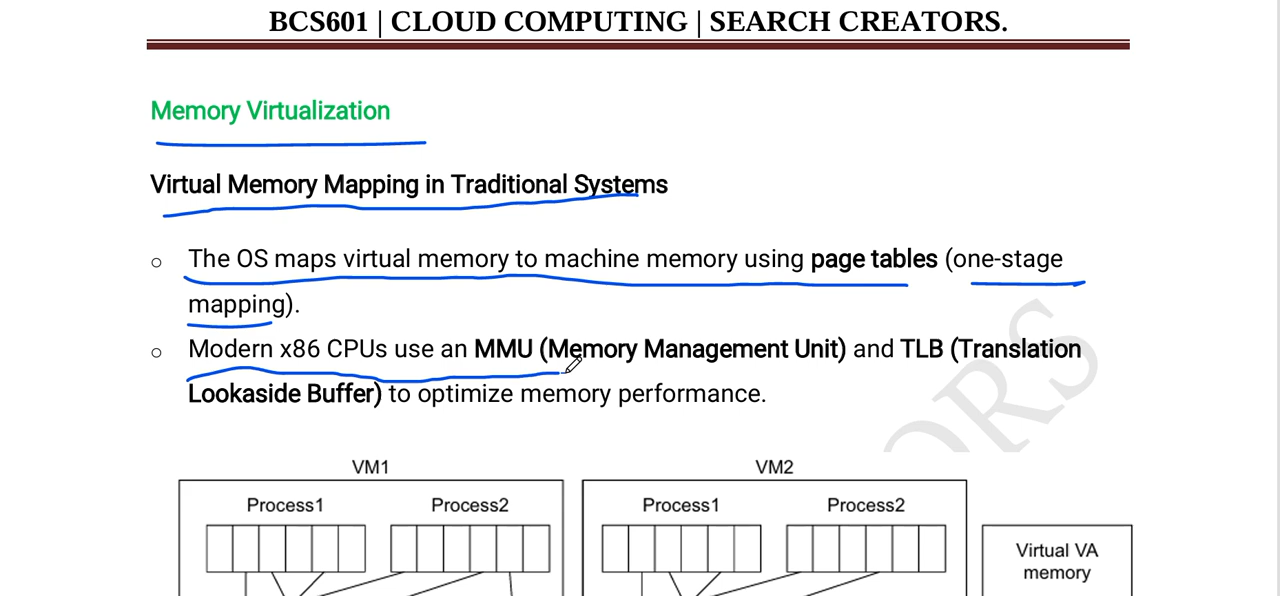 BCS601 | CLOUD COMPUTING | SEARCH CREATORS.
Memory Virtualization
Virtual Memory Mapping in Traditional Systems
o The OS maps virtual memory to machine memory using page tables (one-stage
mapping).
o Modern x86 CPUs use an MMU (Memory Management Unit) and TLB (Translation
Lookaside Buffer) to optimize memory performance.
VM1 VM2
Process1 Process2 Process1 Process2
Virtual VA
memory